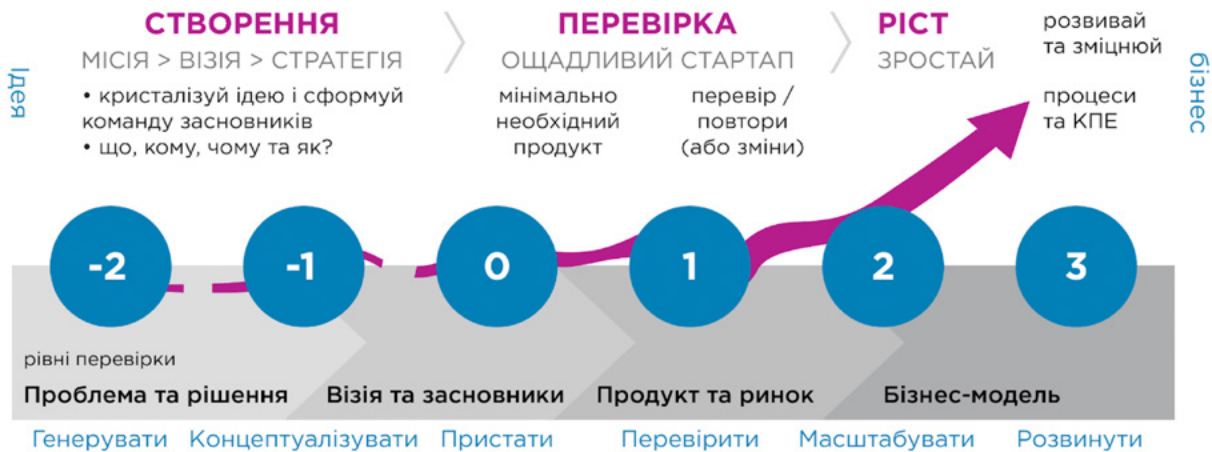 Ідея
СТВОРЕННЯ
МІСІЯ > ВІЗІЯ > СТРАТЕГІЯ
• кристалізуй ідею і сформуй
команду засновників
• що, кому, чому та як?
ПЕРЕВІРКА
ОЩАДЛИВИЙ СТАРТАП
мінімально
необхідний
продукт
перевір /
повтори
(або зміни)
РІСТ
ЗРОСТАЙ
розвивай
та зміцнюй
процеси
та КПЕ
бізнес
-2
-1
0
1
2
3
рівні перевірки
Проблема та рішення
Візія та засновники
Продукт та ринок
Бізнес-модель
Генерувати
Концептуалізувати
Пристати
Перевірити
Масштабувати
Розвинути